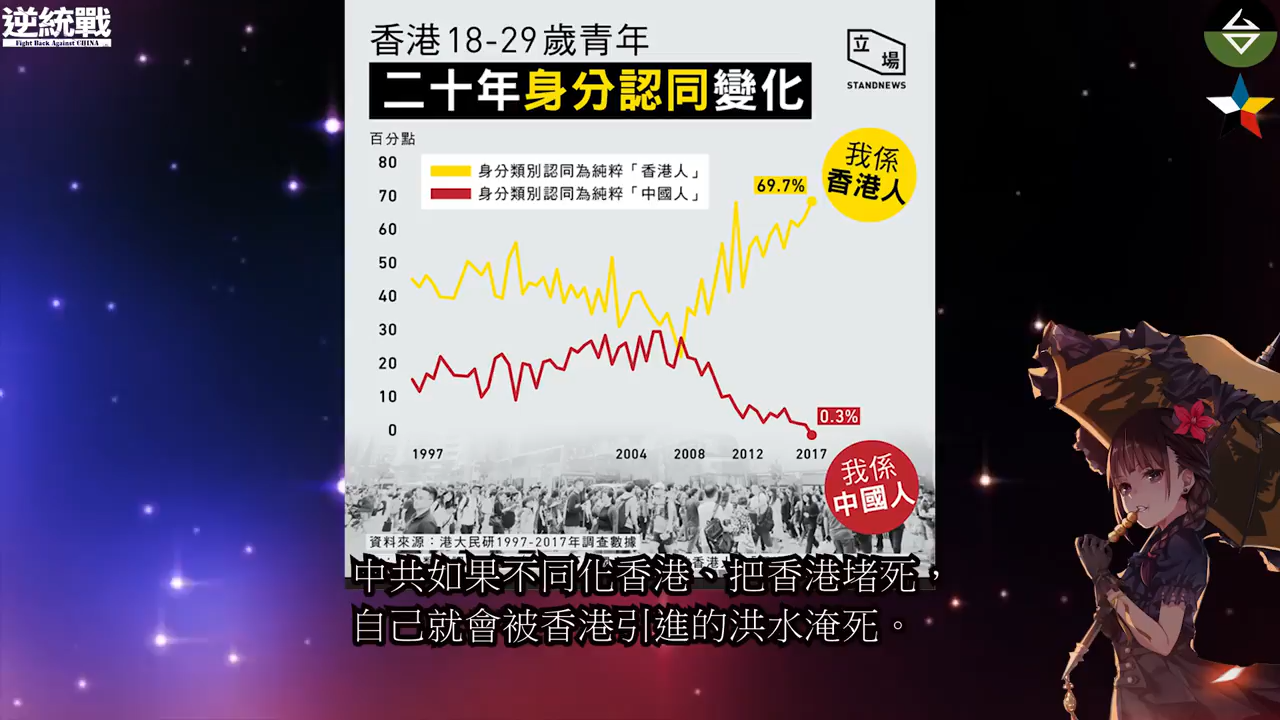 逆統戰
Fight Back Against CHINA
香港18-29歲青年
二十年身分認同變化
立場
STANDNEWS
百分點
80
70
60
50
40
30
20
10
0
身分類別認同為純粹「香港人」
身分類別認同為純粹「中國人」
69.7%
我係
香港人
0.3%
我係
中國人
1997 2004 2008 2012 2017
資料來源：港大民研1997-2017年調查數據
中共如果不同化香港、把香港堵死，
自己就會被香港引進的洪水淹死。